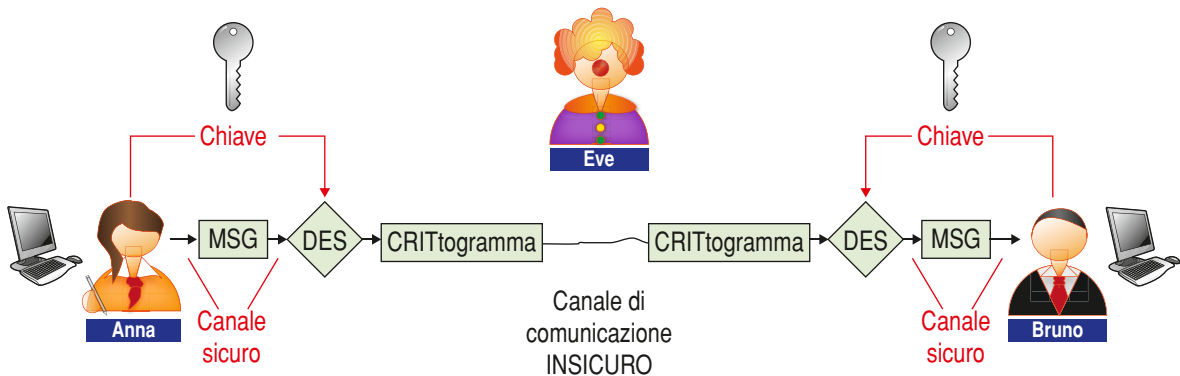 Chiave
Eve
Chiave
MSG
DES
CRITtogramma
CRITtogramma
DES
MSG
Anna
Canale
sicuro
Canale di
comunicazione
INSICURO
Canale
sicuro
Bruno